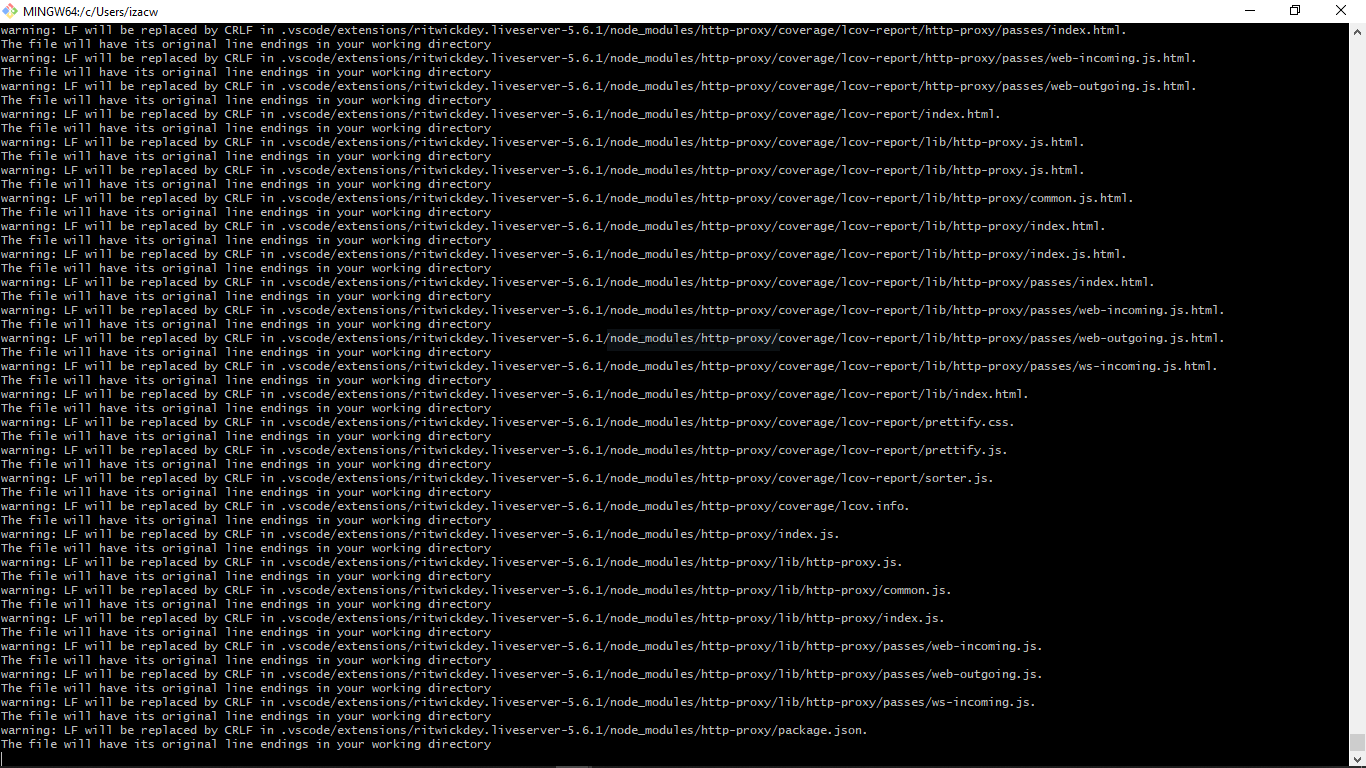 MINGW64:/c/Users/izacw
warning: LF will be replaced by CRLF in .vscode/extensions/ritwickdey.liveserver-5.6.1/node_modules/http-proxy/coverage/lcov-report/http-proxy/passes/index.html.
The file will have its original line endings in your working directory
warning: LF will be replaced by CRLF in .vscode/extensions/ritwickdey.liveserver-5.6.1/node_modules/http-proxy/coverage/lcov-report/http-proxy/passes/web-incoming.js.html.
The file will have its original line endings in your working directory
warning: LF will be replaced by CRLF in .vscode/extensions/ritwickdey.liveserver-5.6.1/node_modules/http-proxy/coverage/lcov-report/http-proxy/passes/web-outgoing.js.html.
The file will have its original line endings in your working directory
warning: LF will be replaced by CRLF in .vscode/extensions/ritwickdey.liveserver-5.6.1/node_modules/http-proxy/coverage/lcov-report/index.html.
The file will have its original line endings in your working directory
warning: LF will be replaced by CRLF in .vscode/extensions/ritwickdey.liveserver-5.6.1/node_modules/http-proxy/coverage/lcov-report/lib/http-proxy.js.html.
The file will have its original line endings in your working directory
warning: LF will be replaced by CRLF in .vscode/extensions/ritwickdey.liveserver-5.6.1/node_modules/http-proxy/coverage/lcov-report/lib/http-proxy.js.html.
The file will have its original line endings in your working directory
warning: LF will be replaced by CRLF in .vscode/extensions/ritwickdey.liveserver-5.6.1/node_modules/http-proxy/coverage/lcov-report/lib/http-proxy/common.js.html.
The file will have its original line endings in your working directory
warning: LF will be replaced by CRLF in .vscode/extensions/ritwickdey.liveserver-5.6.1/node_modules/http-proxy/coverage/lcov-report/lib/http-proxy/index.html.
The file will have its original line endings in your working directory
warning: LF will be replaced by CRLF in .vscode/extensions/ritwickdey.liveserver-5.6.1/node_modules/http-proxy/coverage/lcov-report/lib/http-proxy/index.js.html.
The file will have its original line endings in your working directory
warning: LF will be replaced by CRLF in .vscode/extensions/ritwickdey.liveserver-5.6.1/node_modules/http-proxy/coverage/lcov-report/lib/http-proxy/passes/index.html.
The file will have its original line endings in your working directory
warning: LF will be replaced by CRLF in .vscode/extensions/ritwickdey.liveserver-5.6.1/node_modules/http-proxy/coverage/lcov-report/lib/http-proxy/passes/web-incoming.js.html.
The file will have its original line endings in your working directory
warning: LF will be replaced by CRLF in .vscode/extensions/ritwickdey.liveserver-5.6.1/node_modules/http-proxy/coverage/lcov-report/lib/http-proxy/passes/web-outgoing.js.html.
The file will have its original line endings in your working directory
warning: LF will be replaced by CRLF in .vscode/extensions/ritwickdey.liveserver-5.6.1/node_modules/http-proxy/coverage/lcov-report/lib/http-proxy/passes/ws-incoming.js.html.
The file will have its original line endings in your working directory
warning: LF will be replaced by CRLF in .vscode/extensions/ritwickdey.liveserver-5.6.1/node_modules/http-proxy/coverage/lcov-report/lib/index.html.
The file will have its original line endings in your working directory
warning: LF will be replaced by CRLF in .vscode/extensions/ritwickdey.liveserver-5.6.1/node_modules/http-proxy/coverage/lcov-report/prettify.css.
The file will have its original line endings in your working directory
warning: LF will be replaced by CRLF in .vscode/extensions/ritwickdey.liveserver-5.6.1/node_modules/http-proxy/coverage/lcov-report/prettify.js.
The file will have its original line endings in your working directory
warning: LF will be replaced by CRLF in .vscode/extensions/ritwickdey.liveserver-5.6.1/node_modules/http-proxy/coverage/lcov-report/sorter.js.
The file will have its original line endings in your working directory
warning: LF will be replaced by CRLF in .vscode/extensions/ritwickdey.liveserver-5.6.1/node_modules/http-proxy/coverage/lcov.info.
The file will have its original line endings in your working directory
warning: LF will be replaced by CRLF in .vscode/extensions/ritwickdey.liveserver-5.6.1/node_modules/http-proxy/index.js.
The file will have its original line endings in your working directory
warning: LF will be replaced by CRLF in .vscode/extensions/ritwickdey.liveserver-5.6.1/node_modules/http-proxy/lib/http-proxy.js.
The file will have its original line endings in your working directory
warning: LF will be replaced by CRLF in .vscode/extensions/ritwickdey.liveserver-5.6.1/node_modules/http-proxy/lib/http-proxy/common.js.
The file will have its original line endings in your working directory
warning: LF will be replaced by CRLF in .vscode/extensions/ritwickdey.liveserver-5.6.1/node_modules/http-proxy/lib/http-proxy/index.js.
The file will have its original line endings in your working directory
warning: LF will be replaced by CRLF in .vscode/extensions/ritwickdey.liveserver-5.6.1/node_modules/http-proxy/lib/http-proxy/passes/web-incoming.js.
The file will have its original line endings in your working directory
warning: LF will be replaced by CRLF in .vscode/extensions/ritwickdey.liveserver-5.6.1/node_modules/http-proxy/lib/http-proxy/passes/web-outgoing.js.
The file will have its original line endings in your working directory
warning: LF will be replaced by CRLF in .vscode/extensions/ritwickdey.liveserver-5.6.1/node_modules/http-proxy/lib/http-proxy/passes/ws-incoming.js.
The file will have its original line endings in your working directory
warning: LF will be replaced by CRLF in .vscode/extensions/ritwickdey.liveserver-5.6.1/node_modules/http-proxy/package.json.
The file will have its original line endings in your working directory